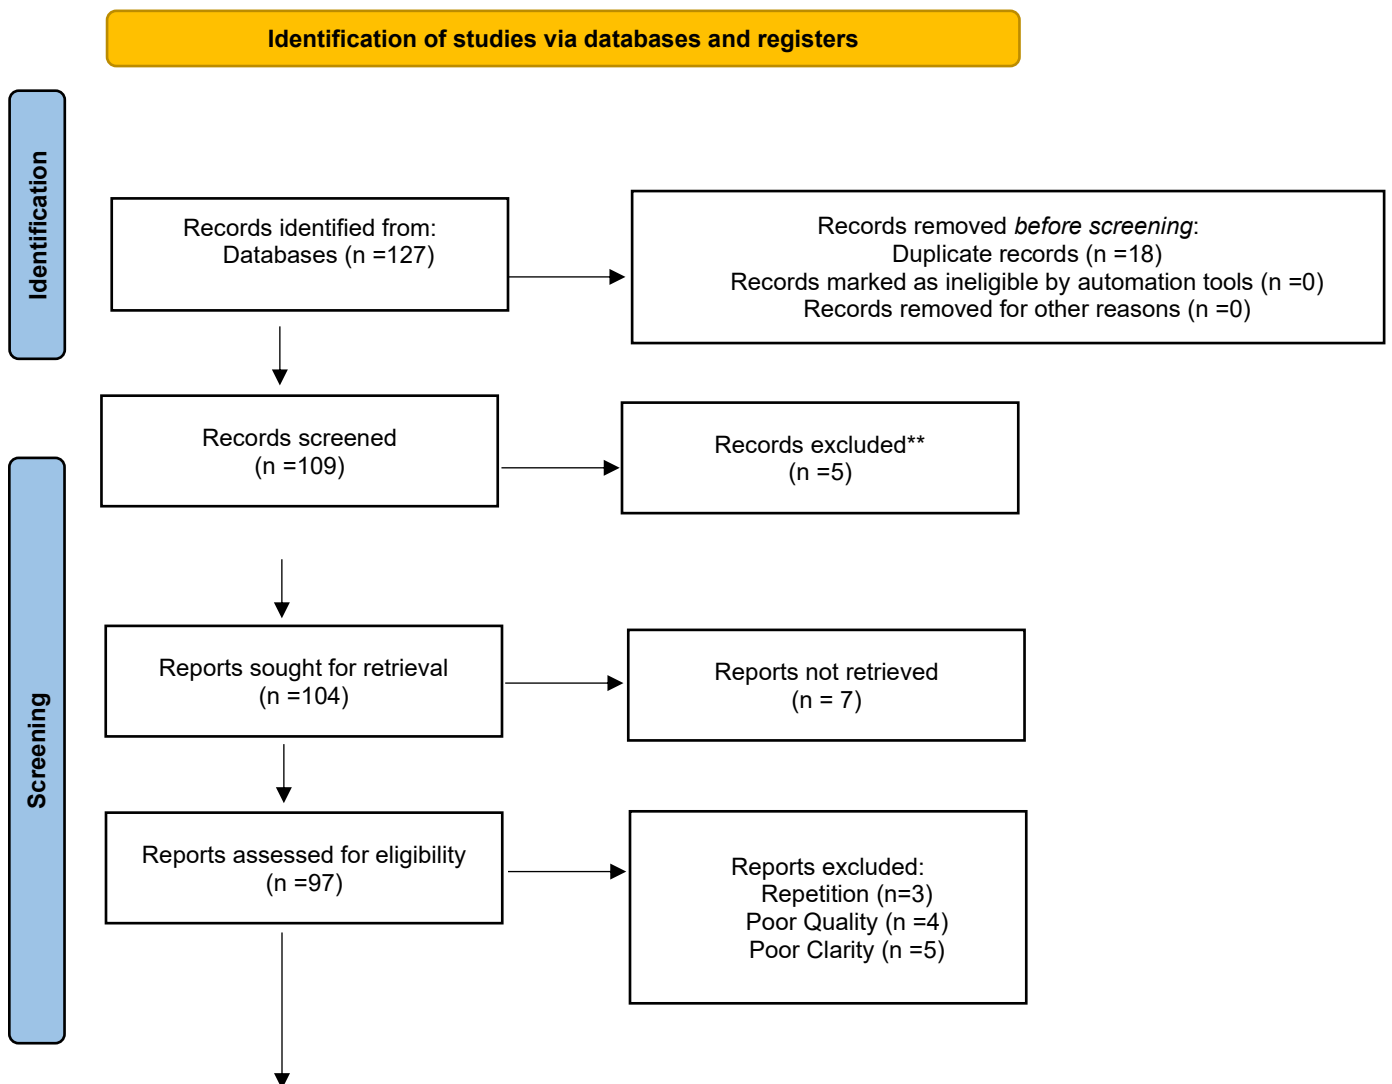 Identification of studies via databases and registers
Identification
Records identified from:
Databases (n =127)
Records removed before screening:
Duplicate records (n =18)
Records marked as ineligible by automation tools (n =0)
Records removed for other reasons (n =0)
Screening
Records screened
(n =109)
Records excluded**
(n =5)
Reports sought for retrieval
(n =104)
Reports not retrieved
(n = 7)
Reports assessed for eligibility
(n =97)
Reports excluded:
Repetition (n=3)
Poor Quality (n =4)
Poor Clarity (n =5)